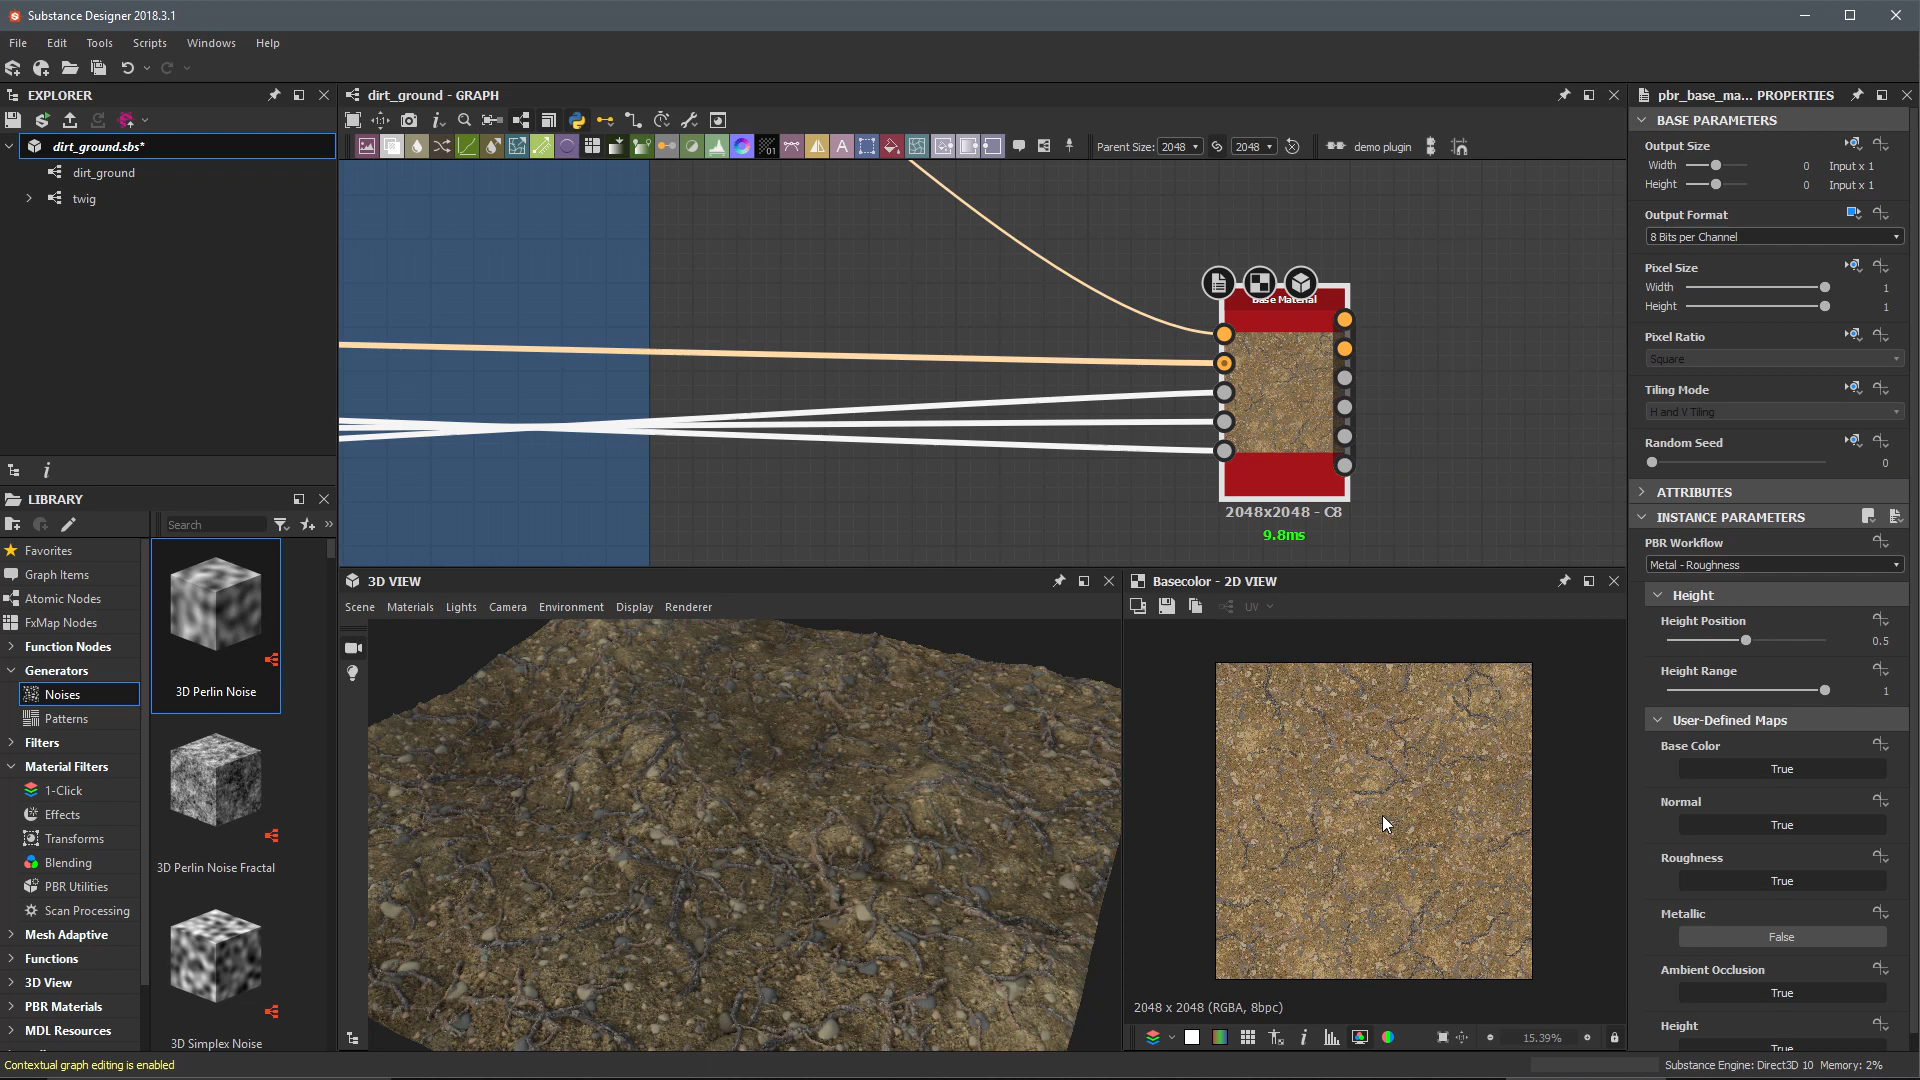 Substance Designer 2018.3.1
File Edit Tools Scripts Windows Help
EXPLORER
dirt_ground.sbs*
dirt_ground
twig
LIBRARY
Search
Favorites
Graph Items
Atomic Nodes
FxMap Nodes
Function Nodes
Generators
Noises
Patterns
Filters
Material Filters
1-Click
Effects
Transforms
Blending
PBR Utilities
Scan Processing
Mesh Adaptive
Functions
3D View
PBR Materials
MDL Resources
3D Perlin Noise
3D Perlin Noise Fractal
3D Simplex Noise
dirt_ground - GRAPH
Parent Size: 2048 2048 demo plugin
Base Material
2048x2048 - C8
9.8ms
3D VIEW
Scene Materials Lights Camera Environment Display Renderer
Basecolor - 2D VIEW
UV
2048 x 2048 (RGBA, 8bpc)
15.39%
pbr_base_ma... PROPERTIES
BASE PARAMETERS
Output Size
Width 0 Input x 1
Height 0 Input x 1
Output Format
8 Bits per Channel
Pixel Size
Width 1
Height 1
Pixel Ratio
Square
Tiling Mode
H and V Tiling
Random Seed
0
ATTRIBUTES
INSTANCE PARAMETERS
PBR Workflow
Metal - Roughness
Height
Height Position
0.5
Height Range
1
User-Defined Maps
Base Color
True
Normal
True
Roughness
True
Metallic
False
Ambient Occlusion
True
Height
True
Contextual graph editing is enabled
Substance Engine: Direct3D 10 Memory: 2%